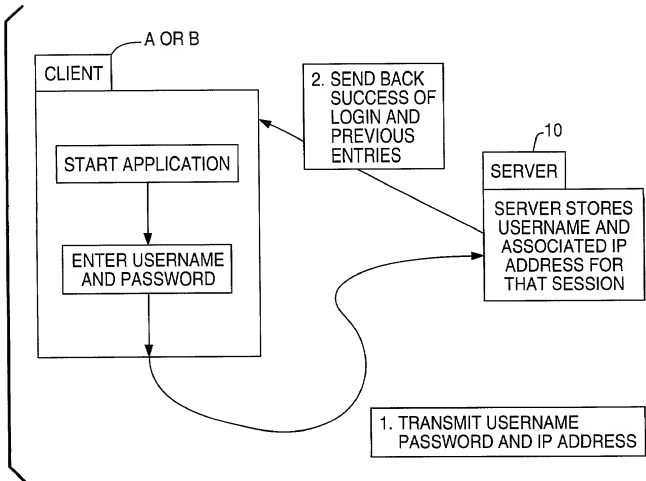 A OR B
CLIENT
START APPLICATION
ENTER USERNAME
AND PASSWORD
2. SEND BACK
SUCCESS OF
LOGIN AND
PREVIOUS
ENTRIES
10
SERVER
SERVER STORES
USERNAME AND
ASSOCIATED IP
ADDRESS FOR
THAT SESSION
1. TRANSMIT USERNAME
PASSWORD AND IP ADDRESS